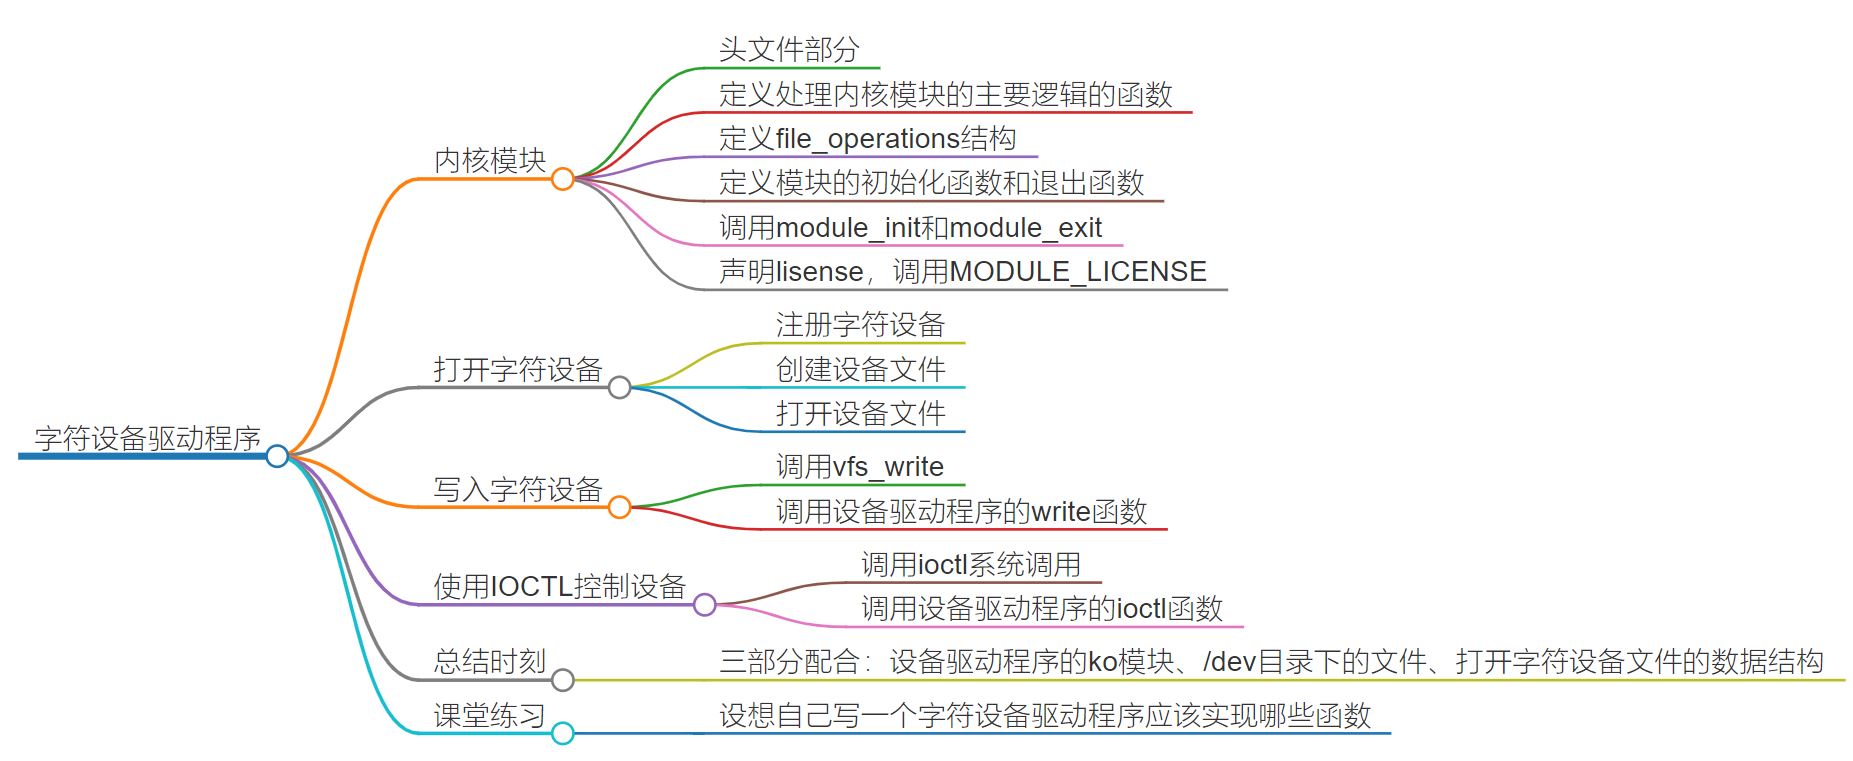 字符设备驱动程序
内核模块
头文件部分
定义处理内核模块的主要逻辑的函数
定义file_operations结构
定义模块的初始化函数和退出函数
调用module_init和module_exit
声明lisense，调用MODULE_LICENSE
打开字符设备
注册字符设备
创建设备文件
打开设备文件
写入字符设备
调用vfs_write
调用设备驱动程序的write函数
使用IOCTL控制设备
调用ioctl系统调用
调用设备驱动程序的ioctl函数
总结时刻
三部分配合：设备驱动程序的ko模块、/dev目录下的文件、打开字符设备文件的数据结构
课堂练习
设想自己写一个字符设备驱动程序应该实现哪些函数